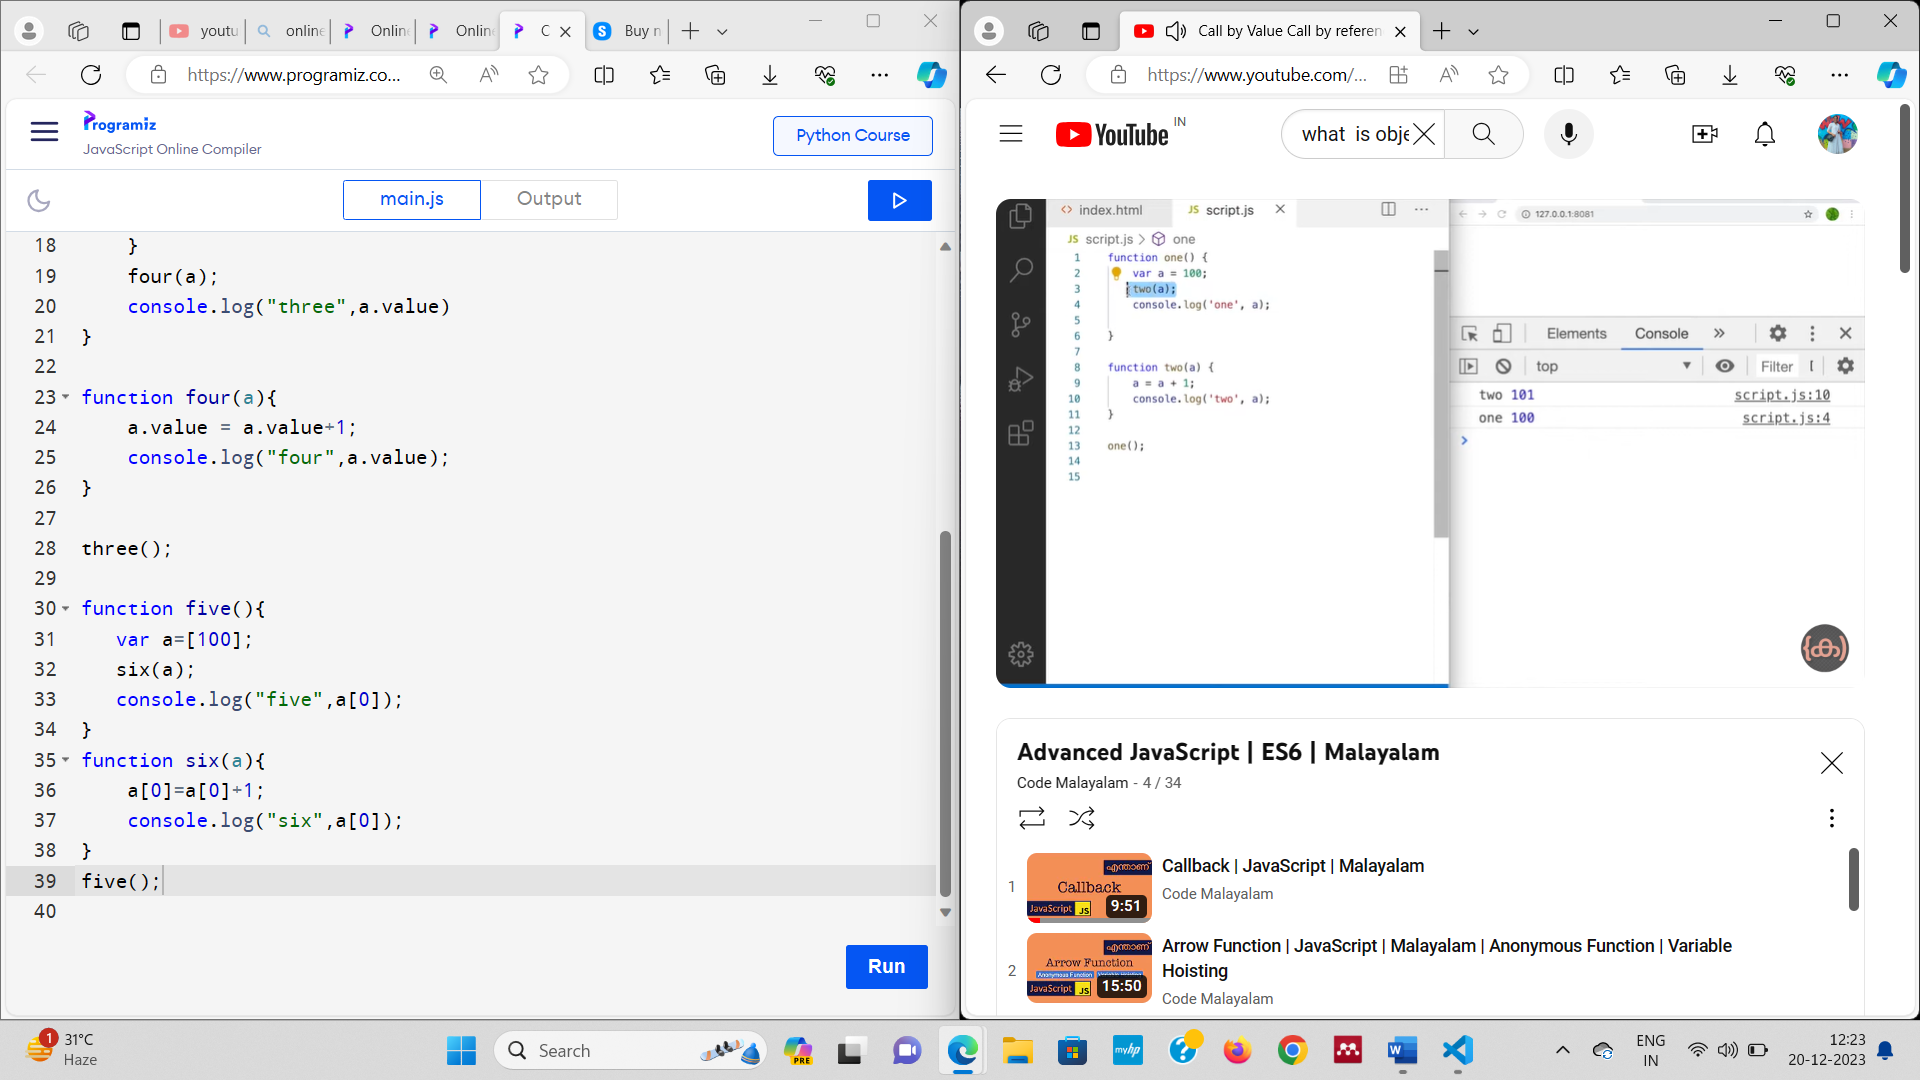 youtu
online
Onlin
Onlin
C
Buy n
https://www.programiz.co...
Programiz
JavaScript Online Compiler
Python Course
main.js
Output
18 }
19 four(a);
20 console.log("three",a.value)
21 }
22
23 function four(a){
24 a.value = a.value+1;
25 console.log("four",a.value);
26 }
27
28 three();
29
30 function five(){
31 var a=[100];
32 six(a);
33 console.log("five",a[0]);
34 }
35 function six(a){
36 a[0]=a[0]+1;
37 console.log("six",a[0]);
38 }
39 five();
40
Run
Call by Value Call by referen
https://www.youtube.com/...
YouTube IN
what is obje
index.html
JS script.js
JS script.js > one
1 function one() {
2 var a = 100;
3 two(a);
4 console.log('one', a);
5
6 }
7
8 function two(a) {
9 a = a + 1;
10 console.log('two', a);
11 }
12
13 one();
14
15
127.0.0.1:8081
Elements
Console
top
Filter
two 101 script.js:10
one 100 script.js:4
{ക}
Advanced JavaScript | ES6 | Malayalam
Code Malayalam - 4 / 34
1
എന്താണ്
Callback
JavaScript JS
9:51
Callback | JavaScript | Malayalam
Code Malayalam
2
എന്താണ്
Arrow Function
Anonymous Function
JavaScript JS
15:50
Arrow Function | JavaScript | Malayalam | Anonymous Function | Variable
Hoisting
Code Malayalam
1
31°C
Haze
Search
PRE
myhp
ENG
IN
12:23
20-12-2023